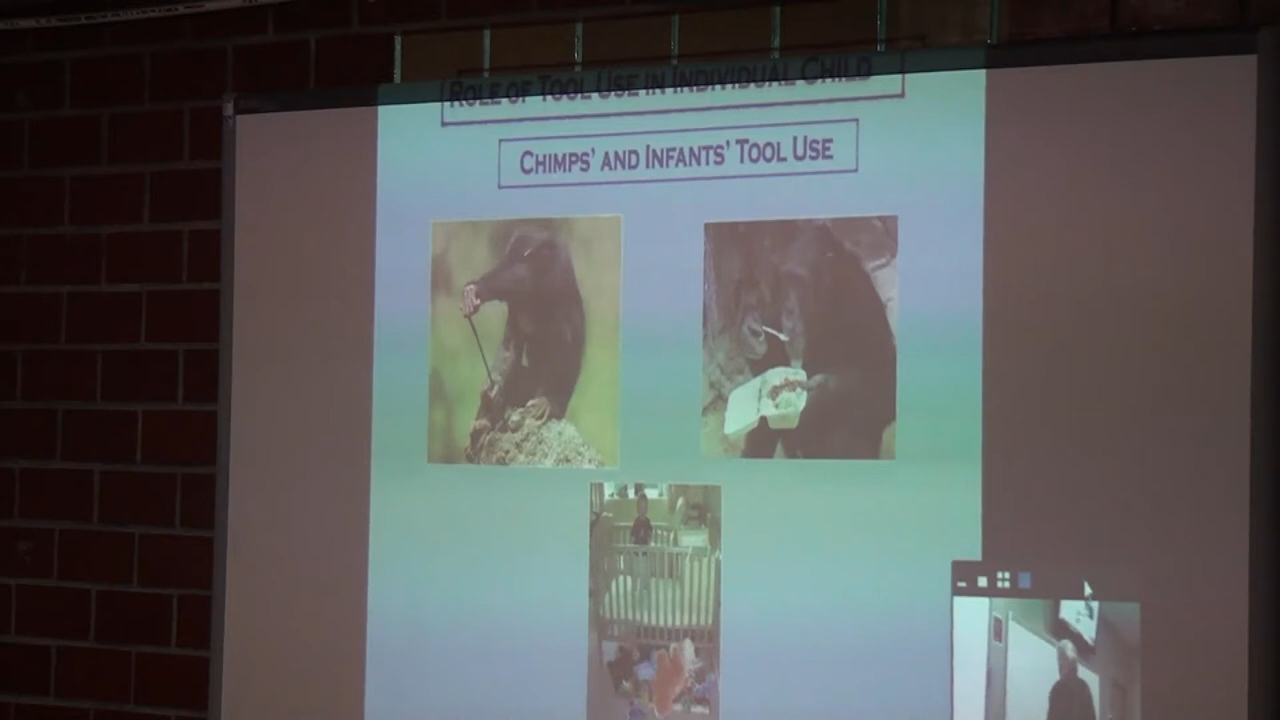 ROLE OF TOOL USE IN INDIVIDUAL CHILD
CHIMPS' AND INFANTS' TOOL USE